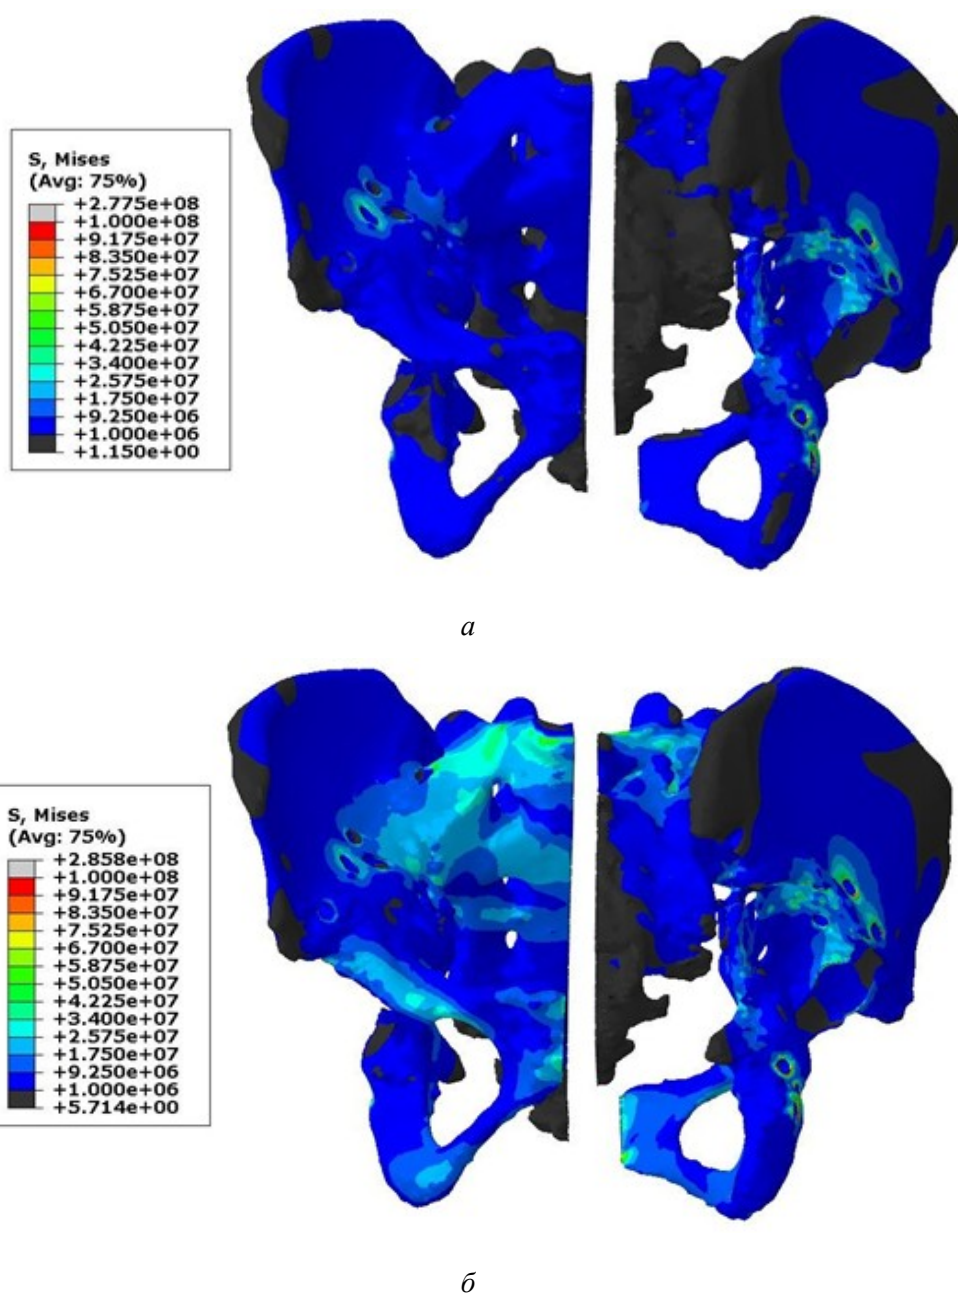 S, Mises
(Avg: 75%)
+2.775e+08
+1.000e+08
+9.175e+07
+8.350e+07
+7.525e+07
+6.700e+07
+5.875e+07
+5.050e+07
+4.225e+07
+3.400e+07
+2.575e+07
+1.750e+07
+9.250e+06
+1.000e+06
+1.150e+00
а
S, Mises
(Avg: 75%)
+2.858e+08
+1.000e+08
+9.175e+07
+8.350e+07
+7.525e+07
+6.700e+07
+5.875e+07
+5.050e+07
+4.225e+07
+3.400e+07
+2.575e+07
+1.750e+07
+9.250e+06
+1.000e+06
+5.714e+00
б